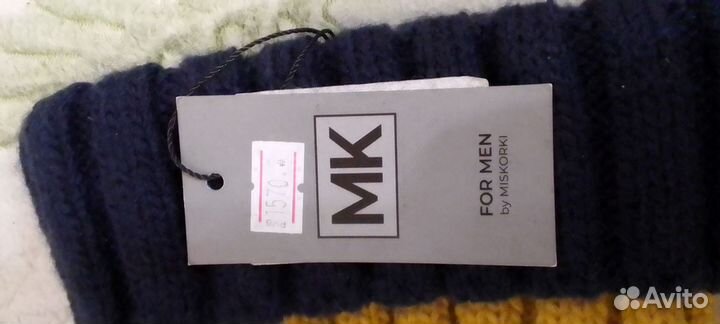 MK
FOR MEN
by MISKORKI
1570.=
Avito